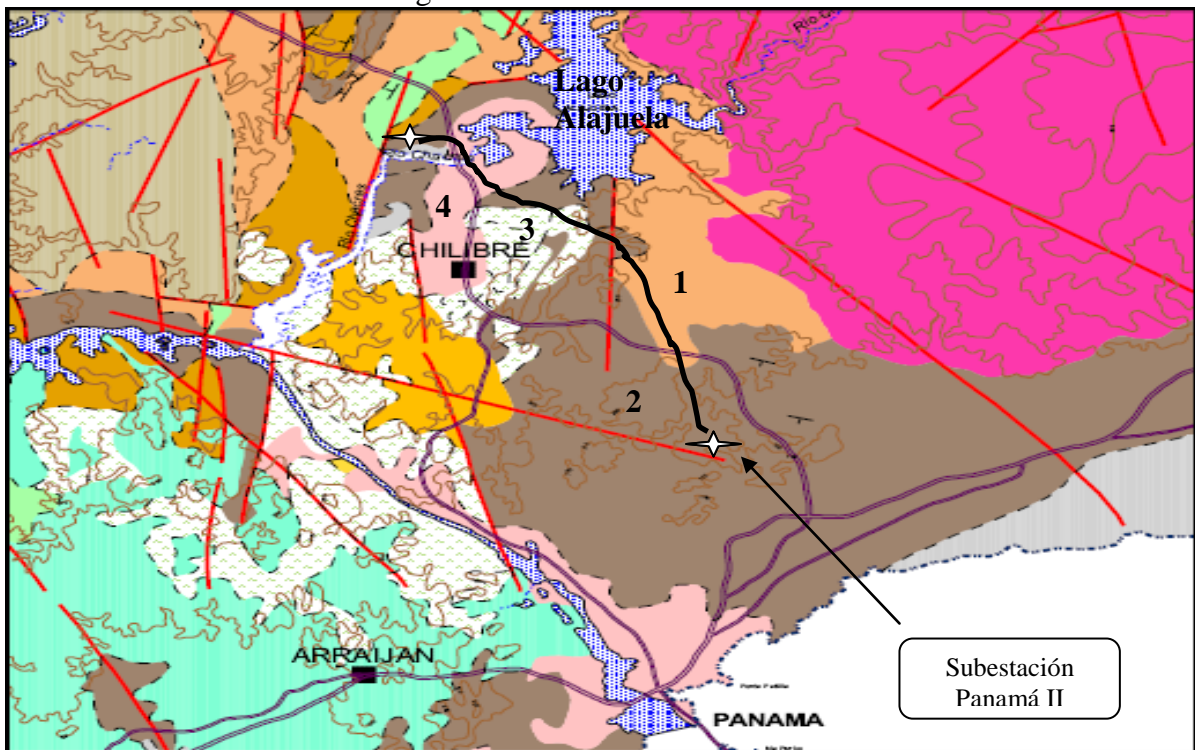 Lago
Alajuela
4
3
CHILIBRE
1
2
ARRAIJAN
Subestación
Panamá II
PANAMA